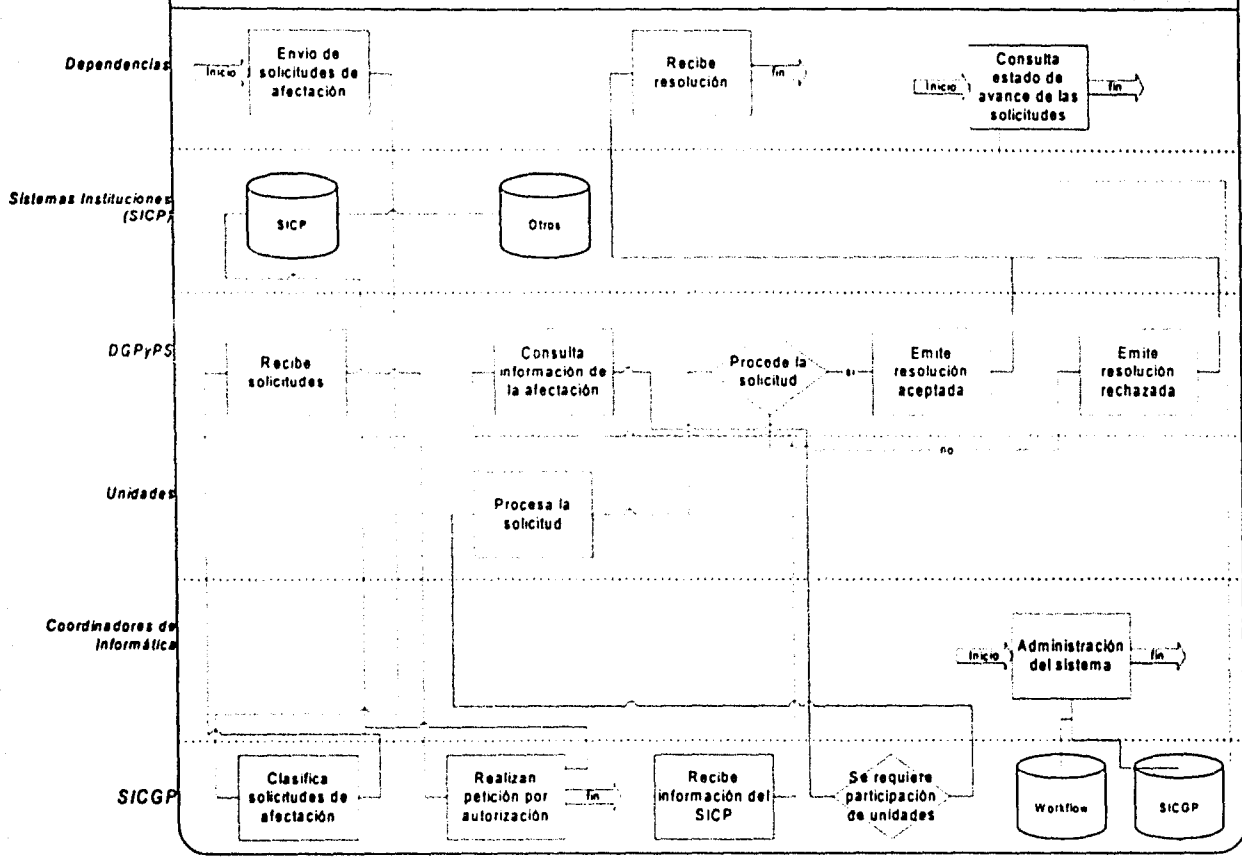 Dependencias
Inicio
Envio de
solicitudes de
afectación
Recibe
resolución
fin
Inicio
Consulta
estado de
avance de las
solicitudes
fin
Sistemas Instituciones
(SICP)
SICP
Otros
DGPyPS
Recibe
solicitudes
Consulta
información de
la afectación
Procede la
solicitud
si
Emite
resolución
aceptada
Emite
resolución
rechazada
no
Unidades
Procesa la
solicitud
Coordinadores de
Informática
Inicio
Administración
del sistema
fin
SICGP
Clasifica
solicitudes de
afectación
Realizan
petición por
autorización
fin
Recibe
información del
SICP
Se requiere
participación
de unidades
Workflow
SICGP